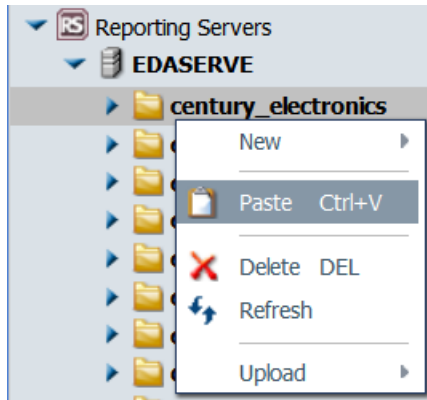 RS Reporting Servers
EDASERVE
century_electronics
New
Paste Ctrl+V
Delete DEL
Refresh
Upload